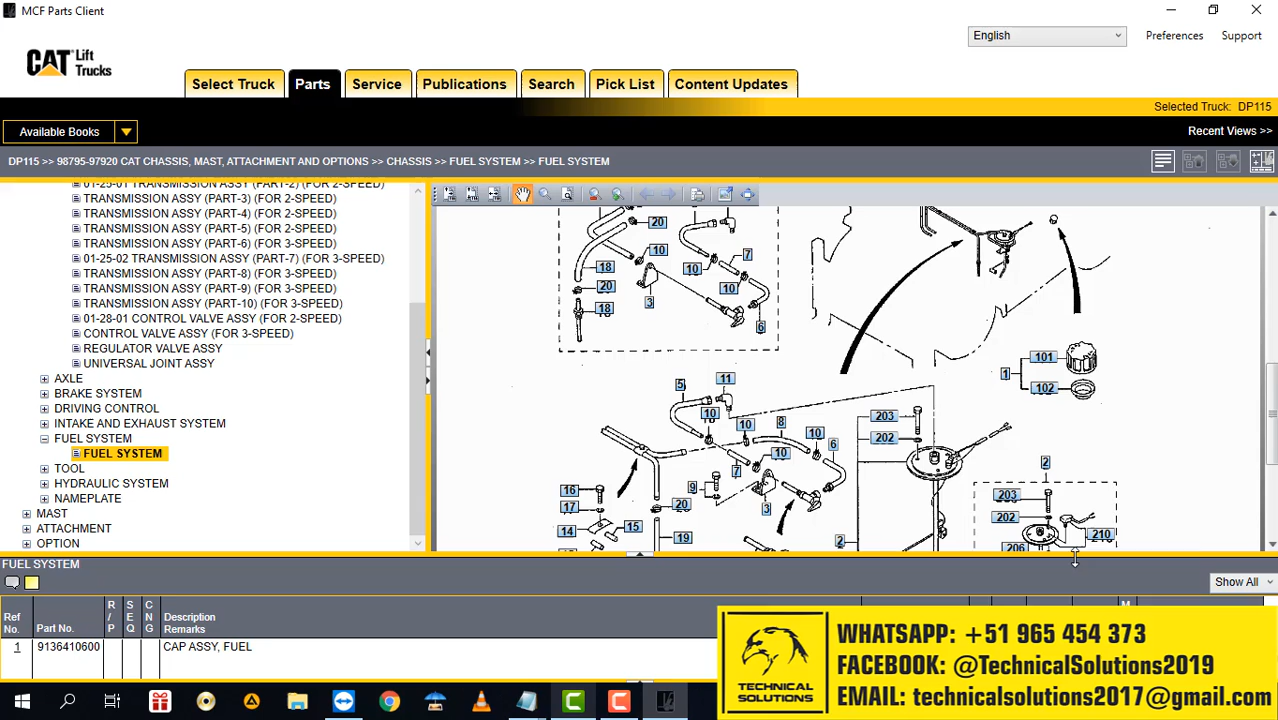 MCF Parts Client
English
Preferences
Support
CAT Lift Trucks
Select Truck
Parts
Service
Publications
Search
Pick List
Content Updates
Selected Truck: DP115
Available Books
Recent Views >>
DP115 >> 98795-97920 CAT CHASSIS, MAST, ATTACHMENT AND OPTIONS >> CHASSIS >> FUEL SYSTEM >> FUEL SYSTEM
01-25-01 TRANSMISSION ASSY (PART-2) (FOR 2-SPEED)
TRANSMISSION ASSY (PART-3) (FOR 2-SPEED)
TRANSMISSION ASSY (PART-4) (FOR 2-SPEED)
TRANSMISSION ASSY (PART-5) (FOR 2-SPEED)
TRANSMISSION ASSY (PART-6) (FOR 3-SPEED)
01-25-02 TRANSMISSION ASSY (PART-7) (FOR 3-SPEED)
TRANSMISSION ASSY (PART-8) (FOR 3-SPEED)
TRANSMISSION ASSY (PART-9) (FOR 3-SPEED)
TRANSMISSION ASSY (PART-10) (FOR 3-SPEED)
01-28-01 CONTROL VALVE ASSY (FOR 2-SPEED)
CONTROL VALVE ASSY (FOR 3-SPEED)
REGULATOR VALVE ASSY
UNIVERSAL JOINT ASSY
AXLE
BRAKE SYSTEM
DRIVING CONTROL
INTAKE AND EXHAUST SYSTEM
FUEL SYSTEM
FUEL SYSTEM
TOOL
HYDRAULIC SYSTEM
NAMEPLATE
MAST
ATTACHMENT
OPTION
20
10
7
18
10
20
10
18
3
6
101
1
102
5
11
10
10
8
10
6
203
202
10
7
9
16
17
20
3
14
15
19
2
2
203
202
210
206
FUEL SYSTEM
Show All
Ref No.
Part No.
R / P
S E Q
C N G
Description
Remarks
M
1 9136410600 CAP ASSY, FUEL
TECHNICAL SOLUTIONS
WHATSAPP: +51 965 454 373
FACEBOOK: @TechnicalSolutions2019
EMAIL: technicalsolutions2017@gmail.com